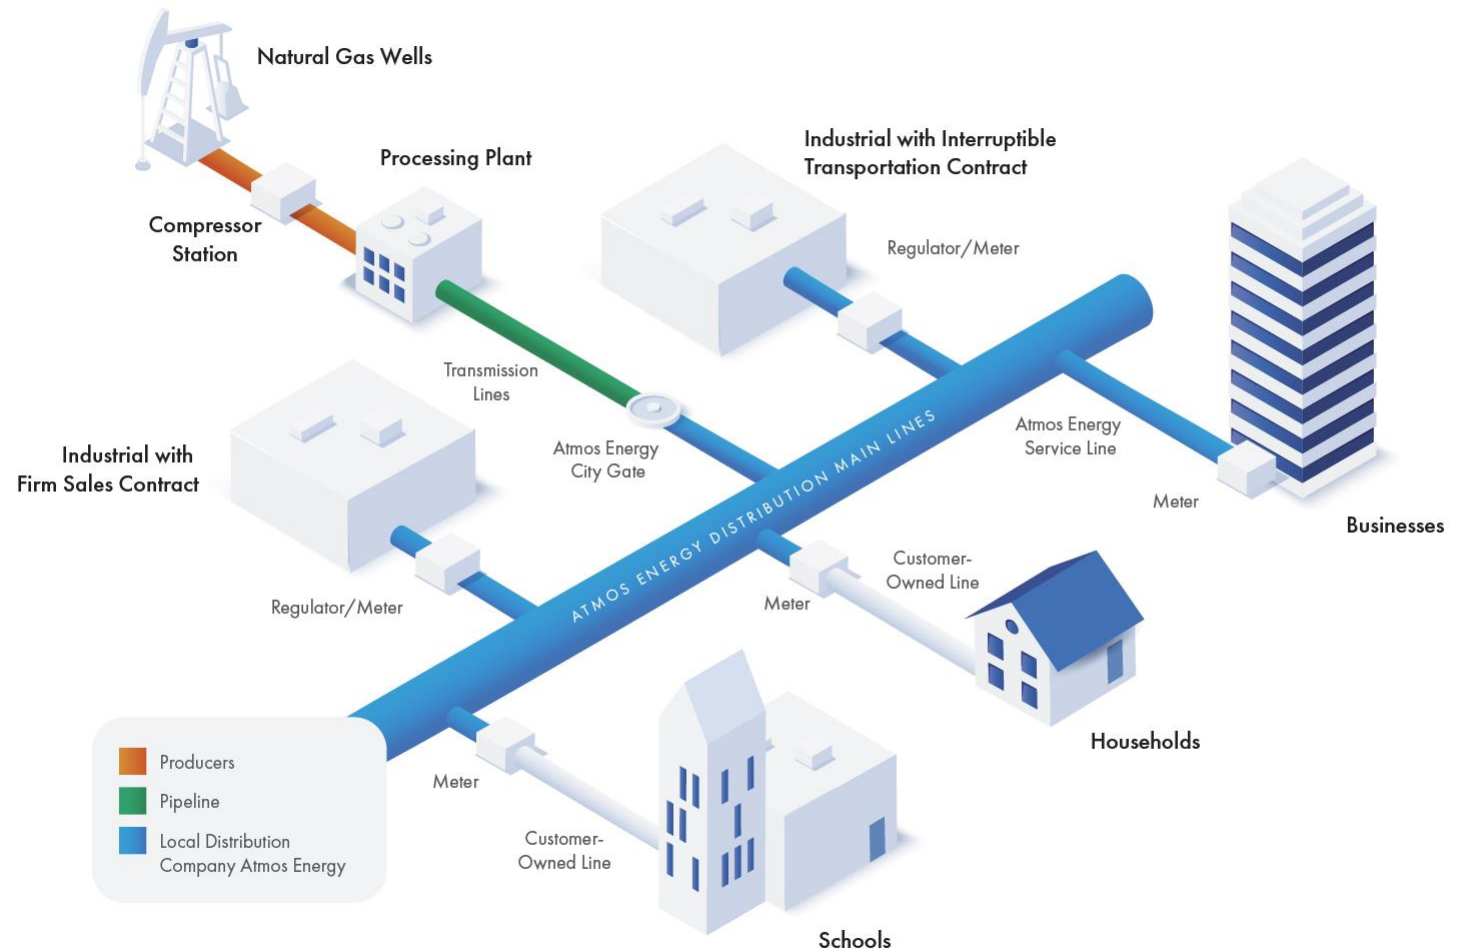 Natural Gas Wells
Processing Plant
Compressor
Station
Industrial with Interruptible
Transportation Contract
Regulator/Meter
Transmission
Lines
Atmos Energy
City Gate
Industrial with
Firm Sales Contract
Regulator/Meter
ATMOS ENERGY DISTRIBUTION MAIN LINES
Atmos Energy
Service Line
Meter
Businesses
Customer-
Owned Line
Meter
Households
Meter
Customer-
Owned Line
Schools
Producers
Pipeline
Local Distribution
Company Atmos Energy